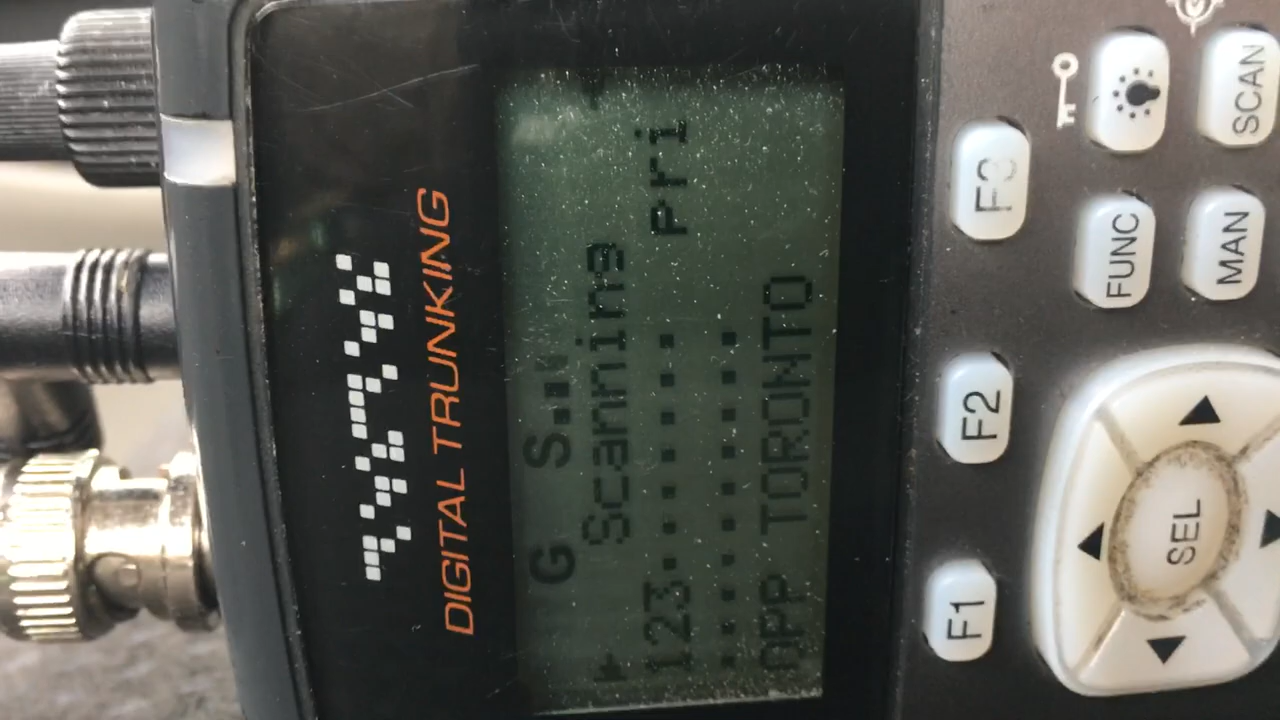 DIGITAL TRUNKING
G S
Scanning
123....... Pri
..........
OPP TORONTO
F1 F2 F3
FUNC
SEL MAN SCAN